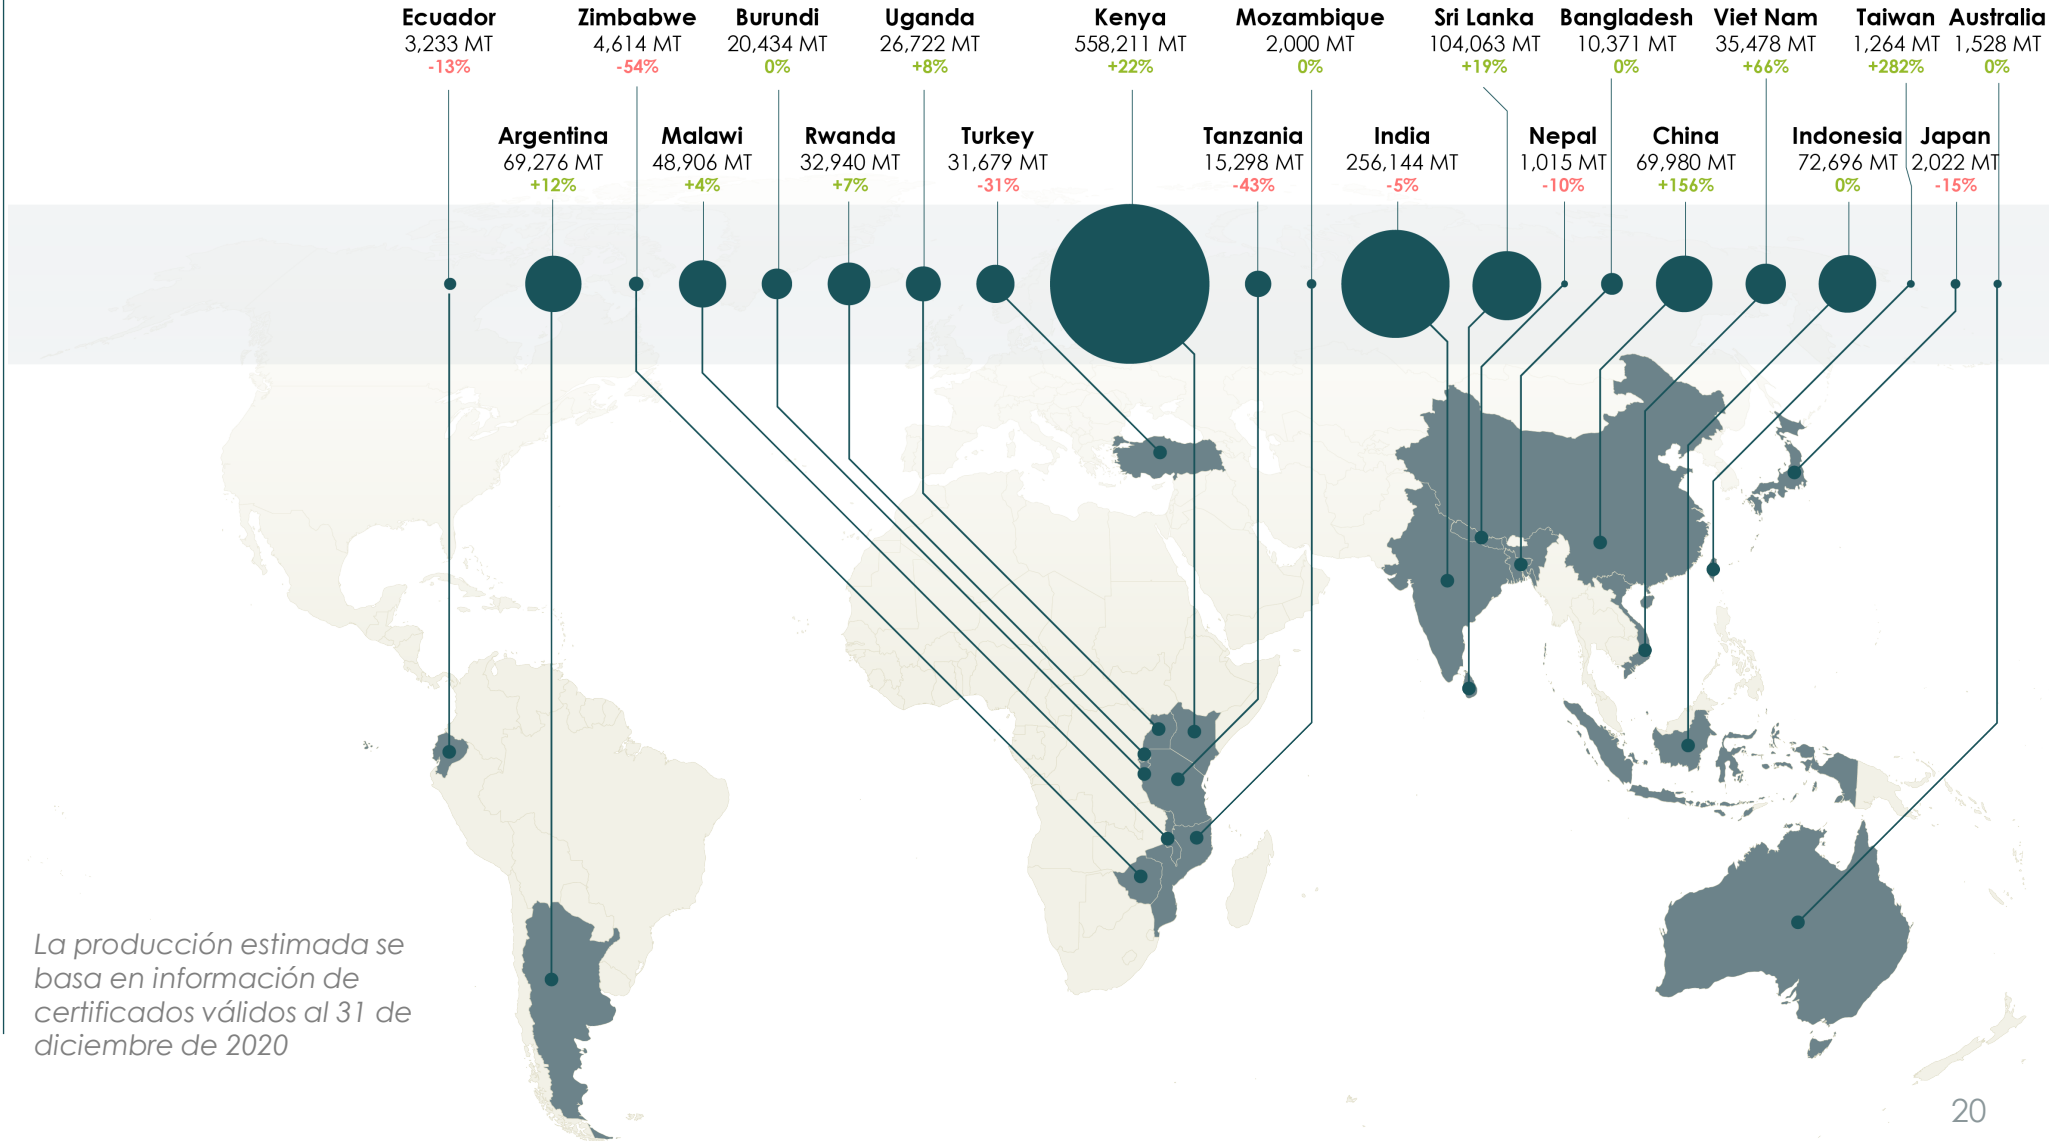 Ecuador
3,233 MT
-13%
Zimbabwe
4,614 MT
-54%
Burundi
20,434 MT
0%
Uganda
26,722 MT
+8%
Kenya
558,211 MT
+22%
Mozambique
2,000 MT
0%
Sri Lanka
104,063 MT
+19%
Bangladesh
10,371 MT
0%
Viet Nam
35,478 MT
+66%
Taiwan
1,264 MT
+282%
Australia
1,528 MT
0%
Argentina
69,276 MT
+12%
Malawi
48,906 MT
+4%
Rwanda
32,940 MT
+7%
Turkey
31,679 MT
-31%
Tanzania
15,298 MT
-43%
India
256,144 MT
-5%
Nepal
1,015 MT
-10%
China
69,980 MT
+156%
Indonesia
72,696 MT
0%
Japan
2,022 MT
-15%
La producción estimada se
basa en información de
certificados válidos al 31 de
diciembre de 2020
20